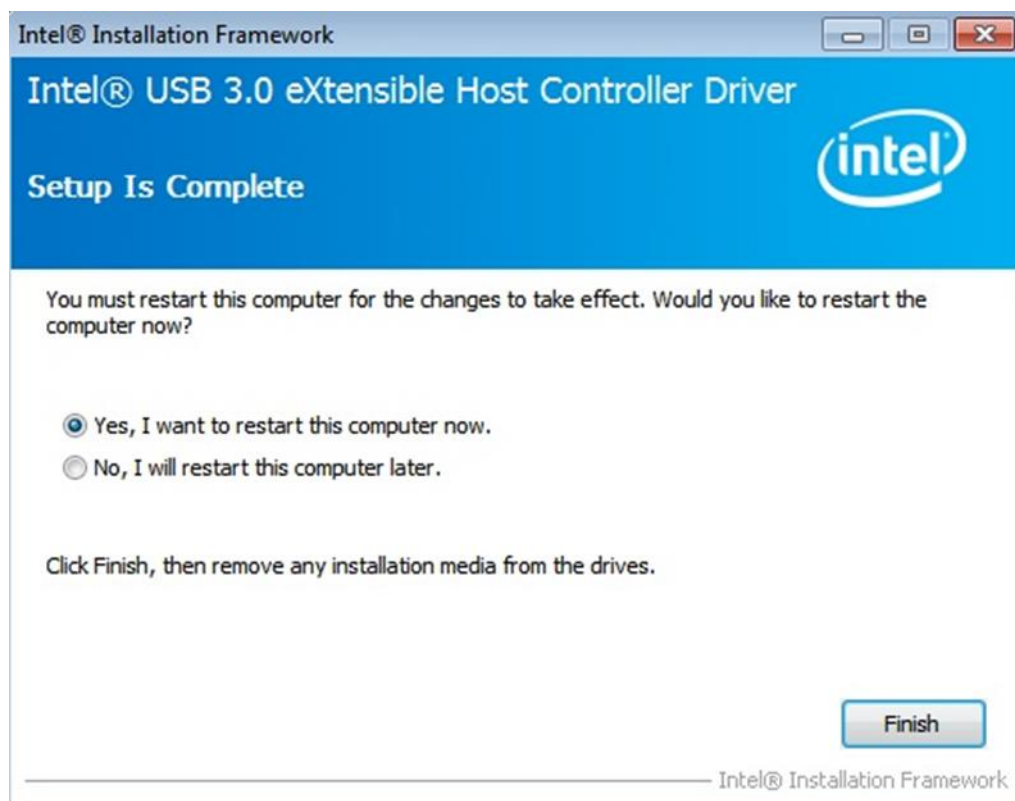 Intel® Installation Framework
Intel® USB 3.0 eXtensible Host Controller Driver
intel
Setup Is Complete
You must restart this computer for the changes to take effect. Would you like to restart the
computer now?
Yes, I want to restart this computer now.
No, I will restart this computer later.
Click Finish, then remove any installation media from the drives.
Finish
Intel® Installation Framework